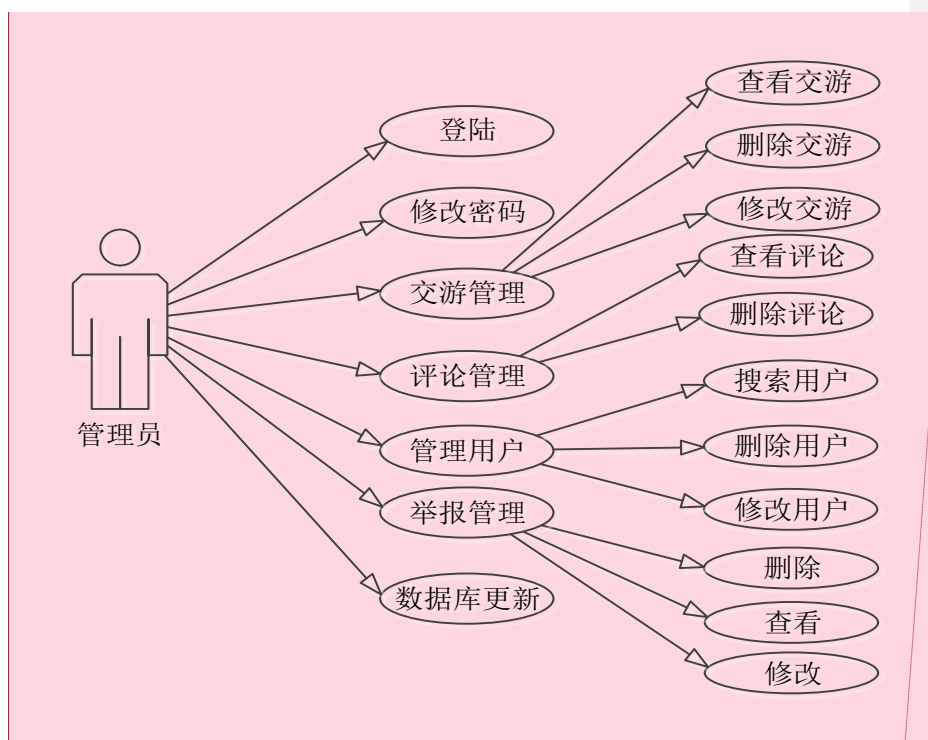 管理员
登陆
修改密码
交游管理
评论管理
管理用户
举报管理
数据库更新
查看交游
删除交游
修改交游
查看评论
删除评论
搜索用户
删除用户
修改用户
删除
查看
修改